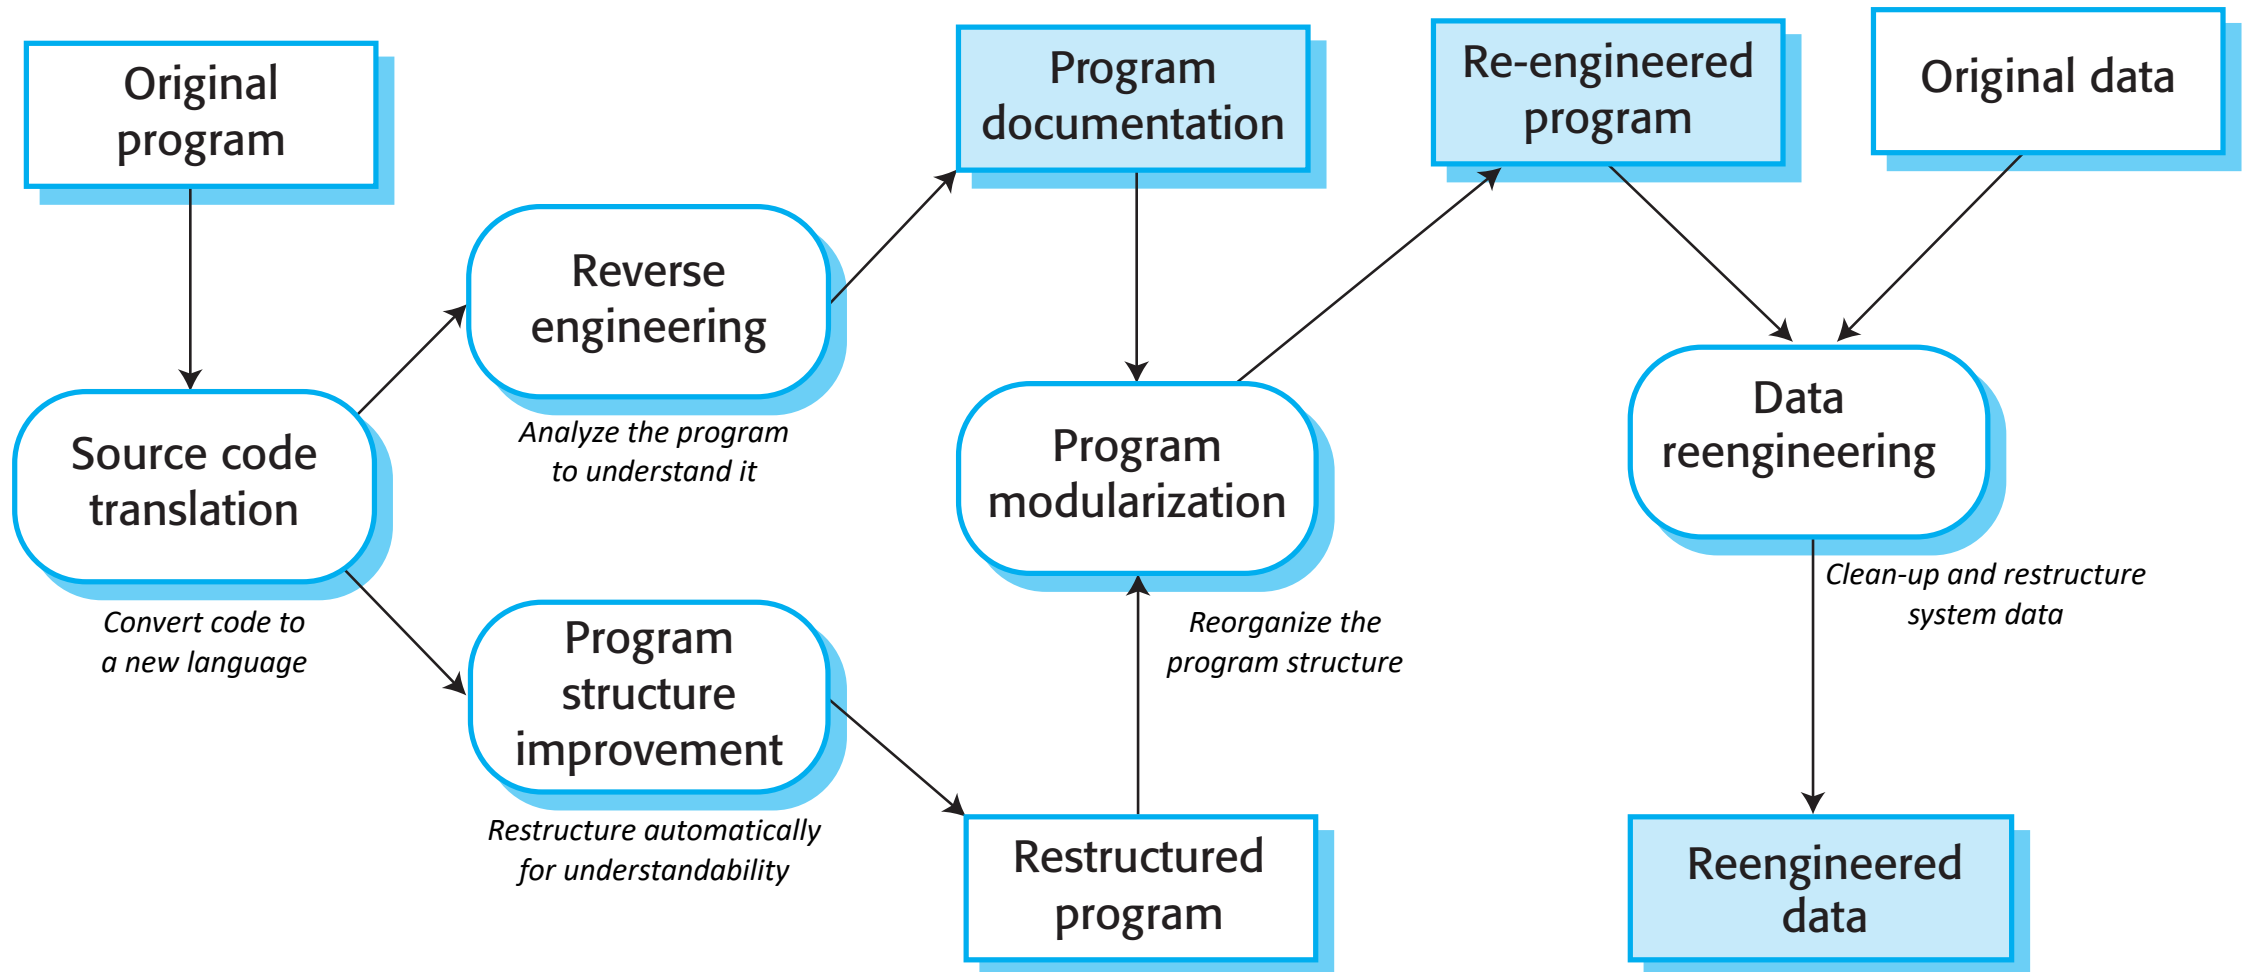 Original
program
Program
documentation
Re-engineered
program
Original data
Reverse
engineering
Analyze the program
to understand it
Source code
translation
Convert code to
a new language
Program
modularization
Reorganize the
program structure
Data
reengineering
Clean-up and restructure
system data
Program
structure
improvement
Restructure automatically
for understandability
Restructured
program
Reengineered
data